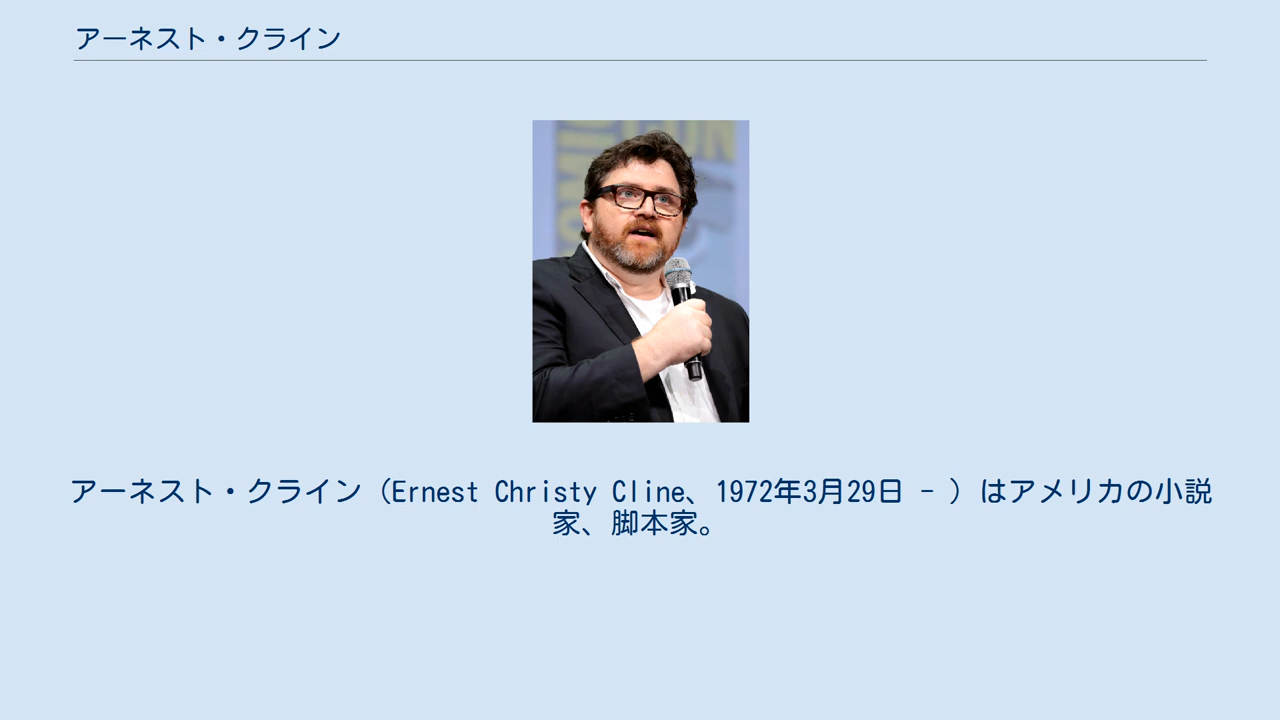 アーネスト・クライン
アーネスト・クライン（Ernest Christy Cline、1972年3月29日 - ）はアメリカの小説
家、脚本家。